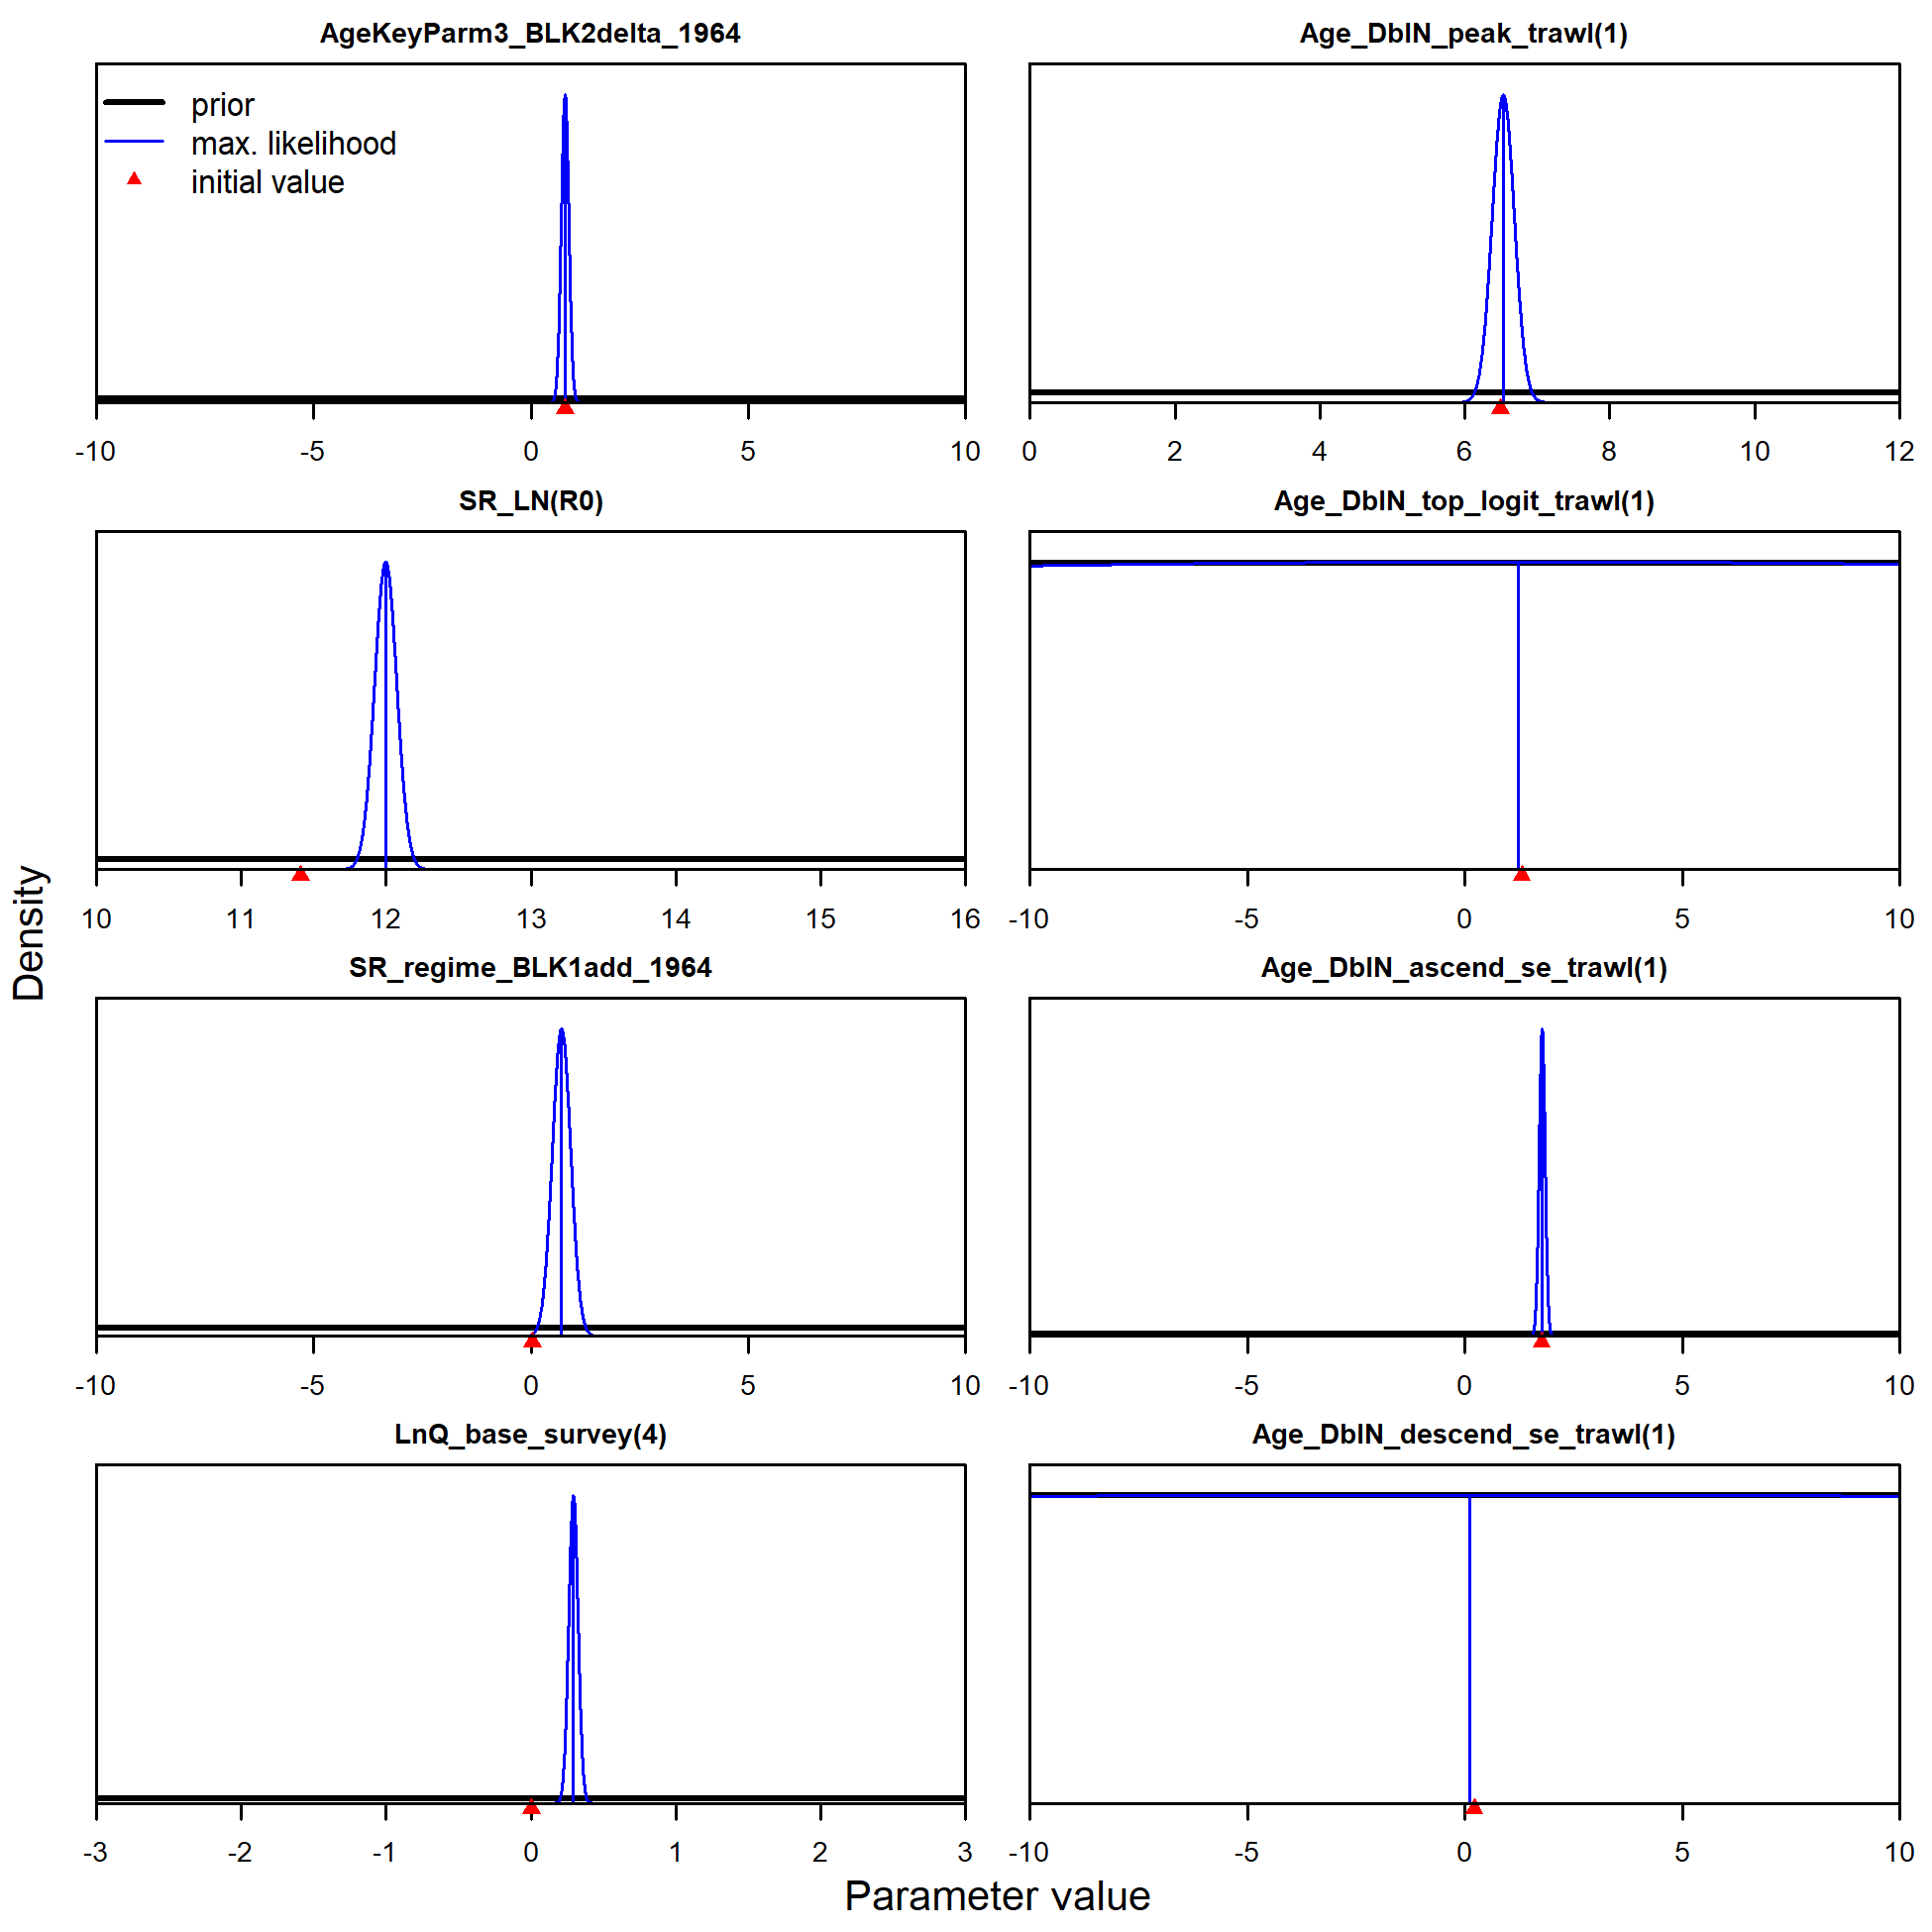 AgeKeyParm3_BLK2delta_1964
prior
max. likelihood
initial value
-10 -5 0 5 10
Age_DblN_peak_trawl(1)
0 2 4 6 8 10 12
SR_LN(R0)
10 11 12 13 14 15 16
Age_DblN_top_logit_trawl(1)
-10 -5 0 5 10
SR_regime_BLK1add_1964
-10 -5 0 5 10
Age_DblN_ascend_se_trawl(1)
-10 -5 0 5 10
LnQ_base_survey(4)
-3 -2 -1 0 1 2 3
Age_DblN_descend_se_trawl(1)
-10 -5 0 5 10
Density
Parameter value